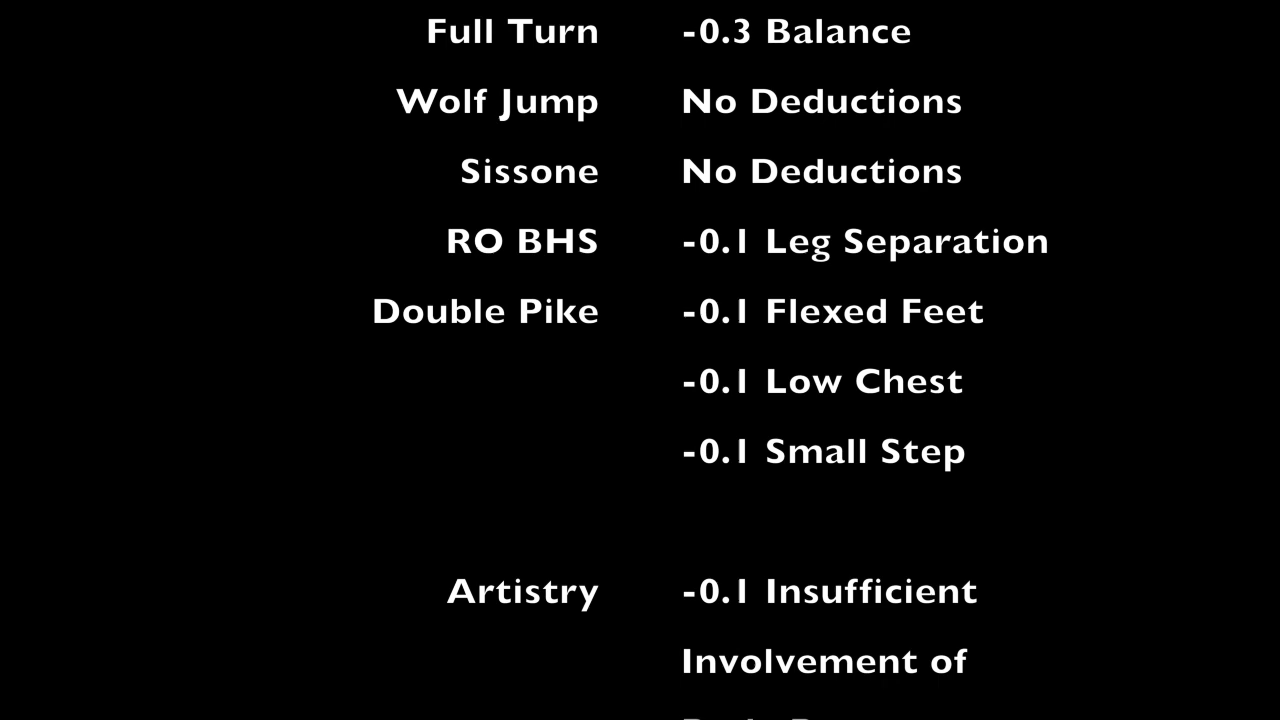 Full Turn -0.3 Balance
Wolf Jump No Deductions
Sissone No Deductions
RO BHS -0.1 Leg Separation
Double Pike -0.1 Flexed Feet
-0.1 Low Chest
-0.1 Small Step
Artistry -0.1 Insufficient
Involvement of